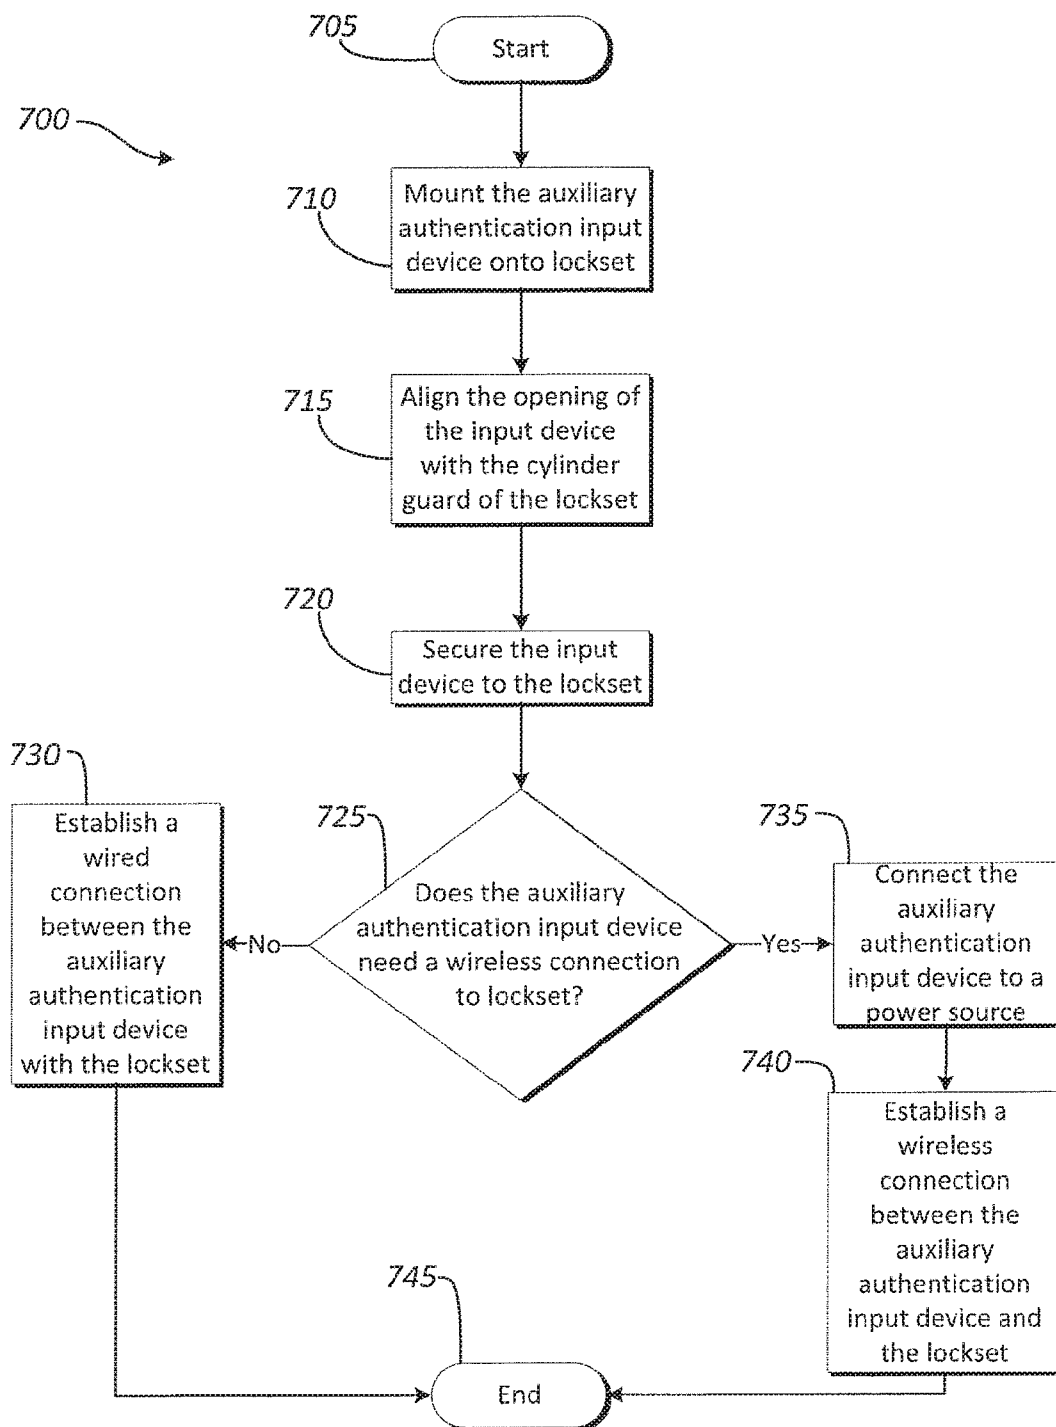 705
Start
700
710
Mount the auxiliary
authentication input
device onto lockset
715
Align the opening of
the input device
with the cylinder
guard of the lockset
720
Secure the input
device to the lockset
730
Establish a
wired
connection
between the
auxiliary
authentication
input device
with the lockset
No
725
Does the auxiliary
authentication input device
need a wireless connection
to lockset?
Yes
735
Connect the
auxiliary
authentication
input device to a
power source
740
Establish a
wireless
connection
between the
auxiliary
authentication
input device and
the lockset
745
End